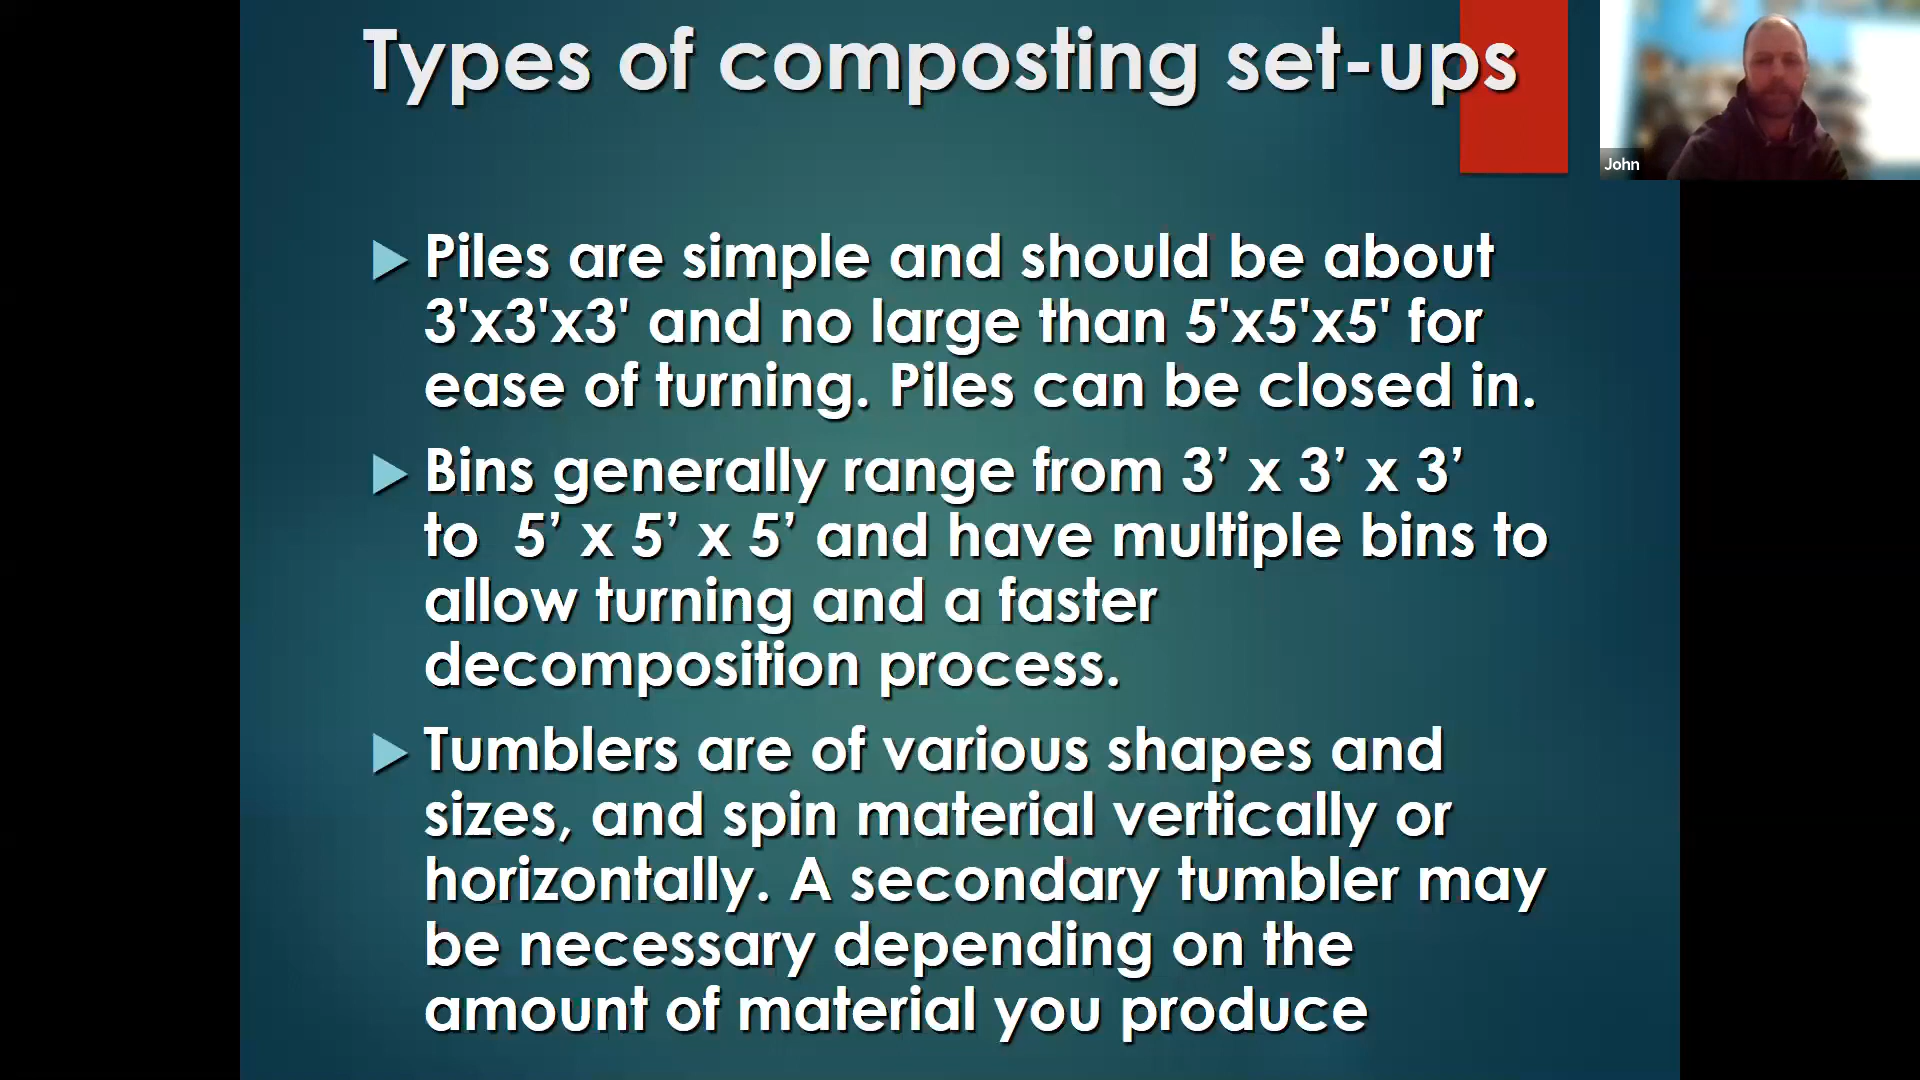 Types of composting set-ups
John
Piles are simple and should be about
3'x3'x3' and no large than 5'x5'x5' for
ease of turning. Piles can be closed in.
Bins generally range from 3’ x 3’ x 3’
to  5’ x 5’ x 5’ and have multiple bins to
allow turning and a faster
decomposition process.
Tumblers are of various shapes and
sizes, and spin material vertically or
horizontally. A secondary tumbler may
be necessary depending on the
amount of material you produce